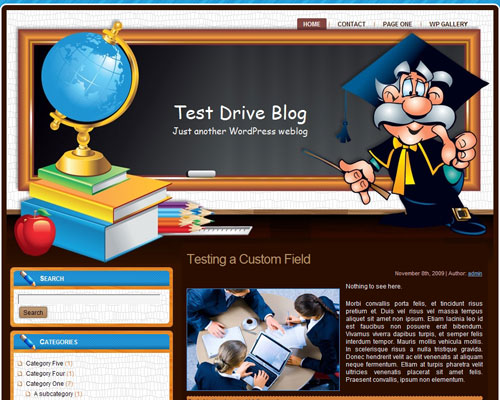 HOME | CONTACT | PAGE ONE | WP GALLERY
Test Drive Blog
Just another WordPress weblog
SEARCH
Search
CATEGORIES
Category Five (1)
Category Four (1)
Category One (7)
A subcategory (1)
Testing a Custom Field
November 8th, 2009 | Author: admin
Nothing to see here.
Morbi convallis porta felis, et tincidunt risus
pretium et. Duis vel risus vel massa tempus
aliquet sit amet non ipsum. Etiam lacinia leo id
est faucibus non posuere erat bibendum.
Vivamus viverra dapibus turpis, et semper felis
interdum tempor. Mauris mollis vehicula mollis.
In scelerisque risus a nulla tristique gravida.
Donec hendrerit velit ac elit venenatis at aliquam
neque fermentum. Etiam at turpis pharetra velit
ultricies venenatis placerat sit amet felis.
Praesent convallis, ipsum non elementum.